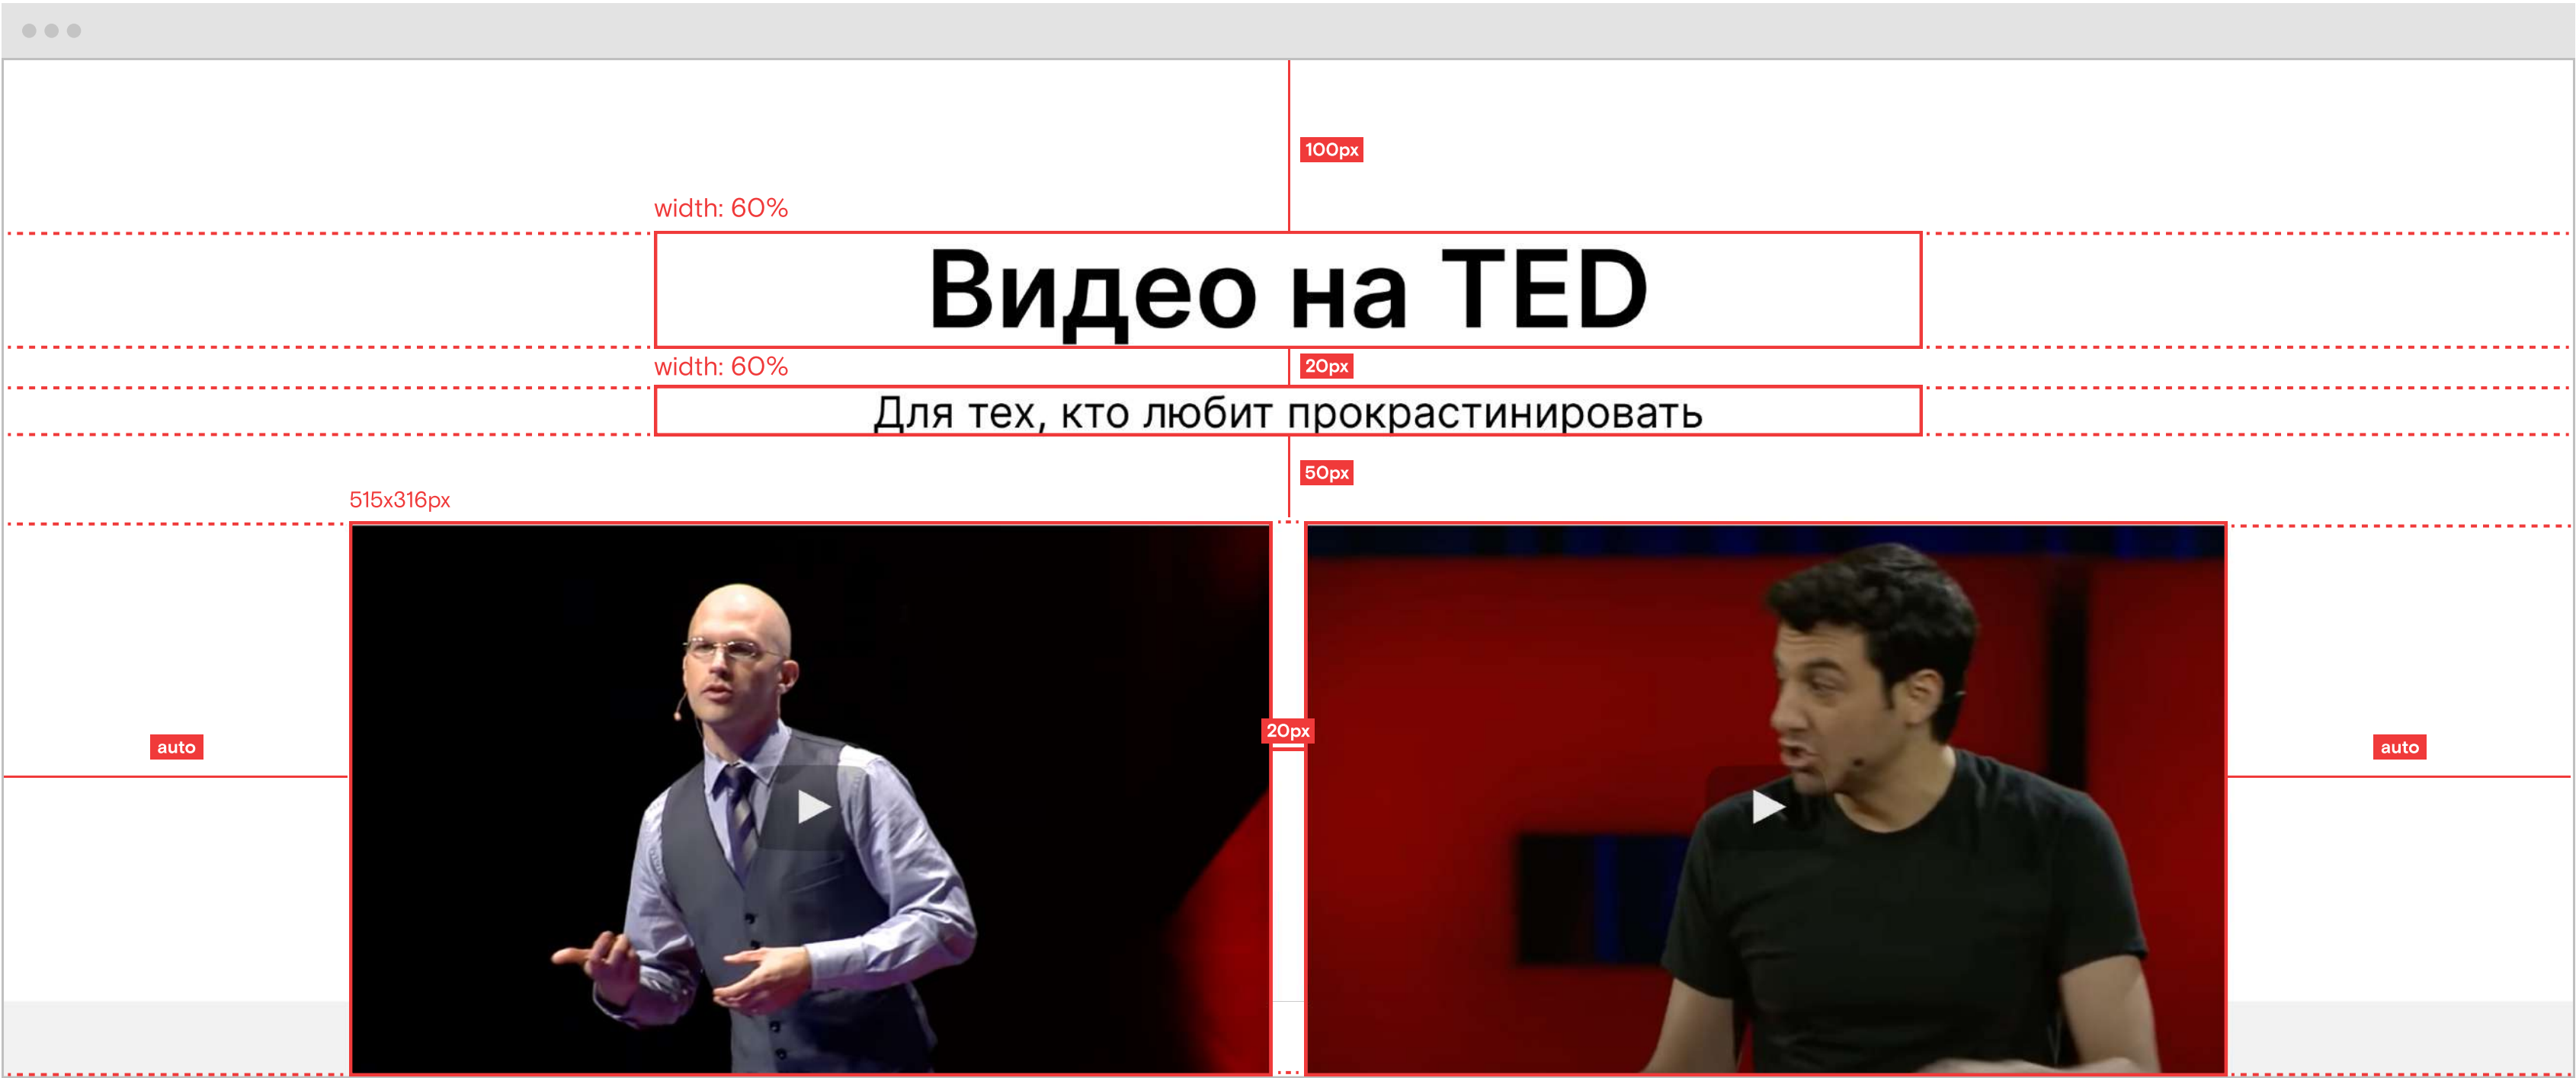 100px
width: 60%
Видео на TED
width: 60%
20px
Для тех, кто любит прокрастинировать
50px
515x316px
20px
auto
auto